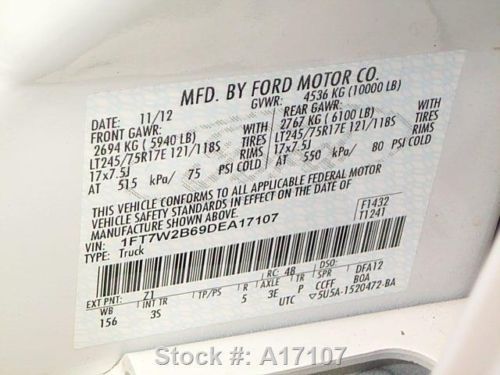 MFD. BY FORD MOTOR CO.
DATE: 11/12 GVWR: 4536 KG (10000 LB)
FRONT GAWR: REAR GAWR:
2694 KG (5940 LB) WITH 2767 KG (6100 LB) WITH
LT245/75R17E 121/118S TIRES LT245/75R17E 121/118S TIRES
17x7.5J RIMS 17x7.5J RIMS
AT 515 kPa/ 75 PSI COLD AT 550 kPa/ 80 PSI COLD
THIS VEHICLE CONFORMS TO ALL APPLICABLE FEDERAL MOTOR
VEHICLE SAFETY STANDARDS IN EFFECT ON THE DATE OF
MANUFACTURE SHOWN ABOVE.
VIN: 1FT7W2B69DEA17107 F1432
TYPE: Truck T1241
EXT PNT: Z1 RC: 48 DSO:
WB INT TR TP/PS R AXLE TR SPR DFA12
156 3S 5 3E P CCFF BOA
UTC 5U5A-1520472-BA
Stock #: A17107